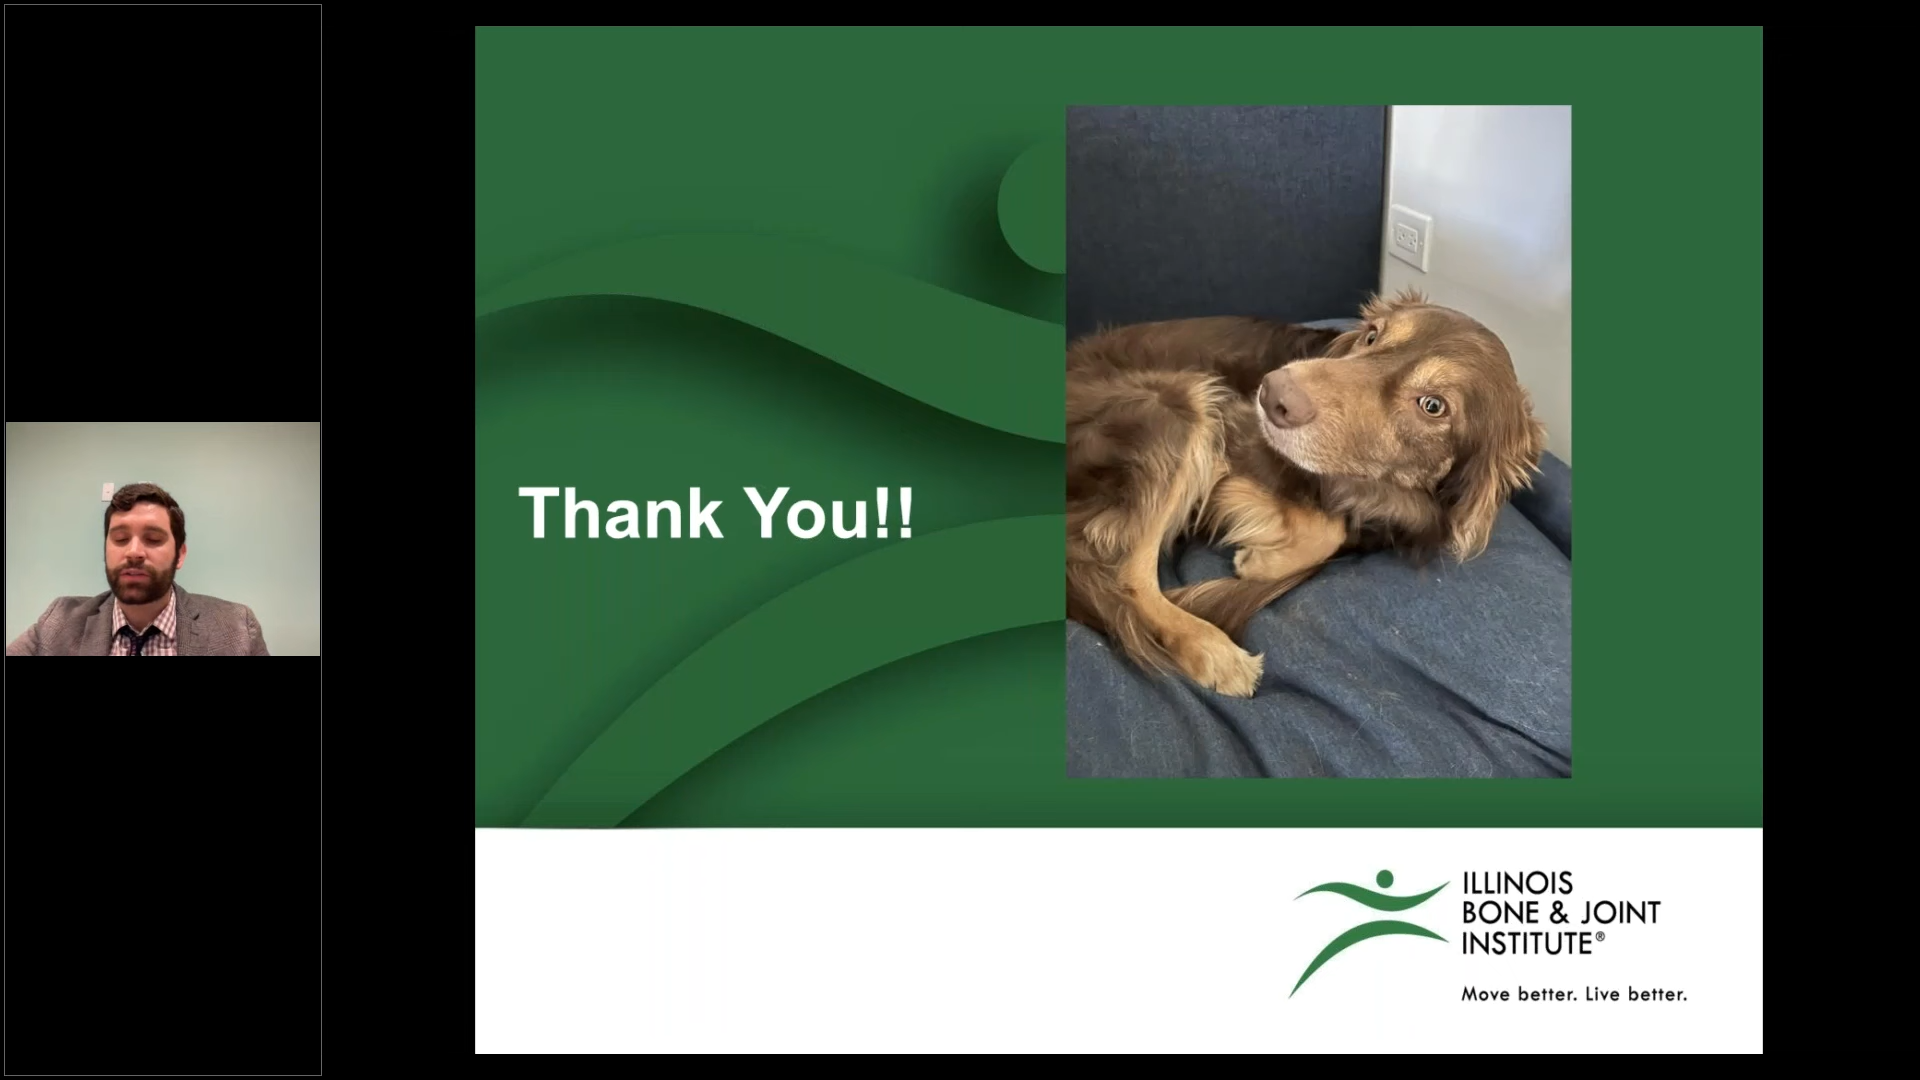 Thank You!!
ILLINOIS
BONE & JOINT
INSTITUTE®
Move better. Live better.